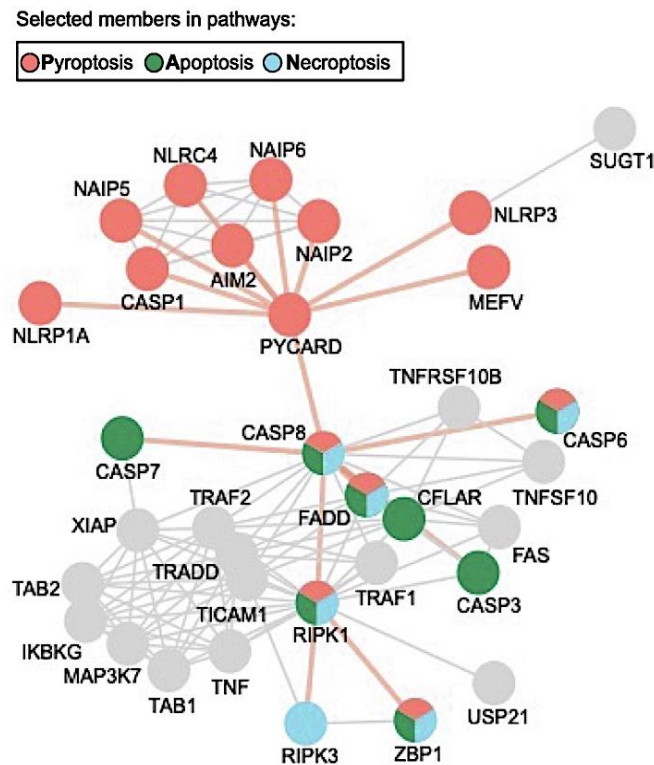 Selected members in pathways:
Pyroptosis Apoptosis Necroptosis
SUGT1
NLRC4
NAIP6
NAIP5
NLRP3
NAIP2
AIM2
CASP1
MEFV
NLRP1A
PYCARD
TNFRSF10B
CASP8
CASP6
CASP7
TNFSF10
TRAF2
CFLAR
FADD
XIAP
FAS
TRADD
TAB2
TRAF1
CASP3
TICAM1
RIPK1
IKBKG
MAP3K7
TNF
TAB1
USP21
RIPK3
ZBP1